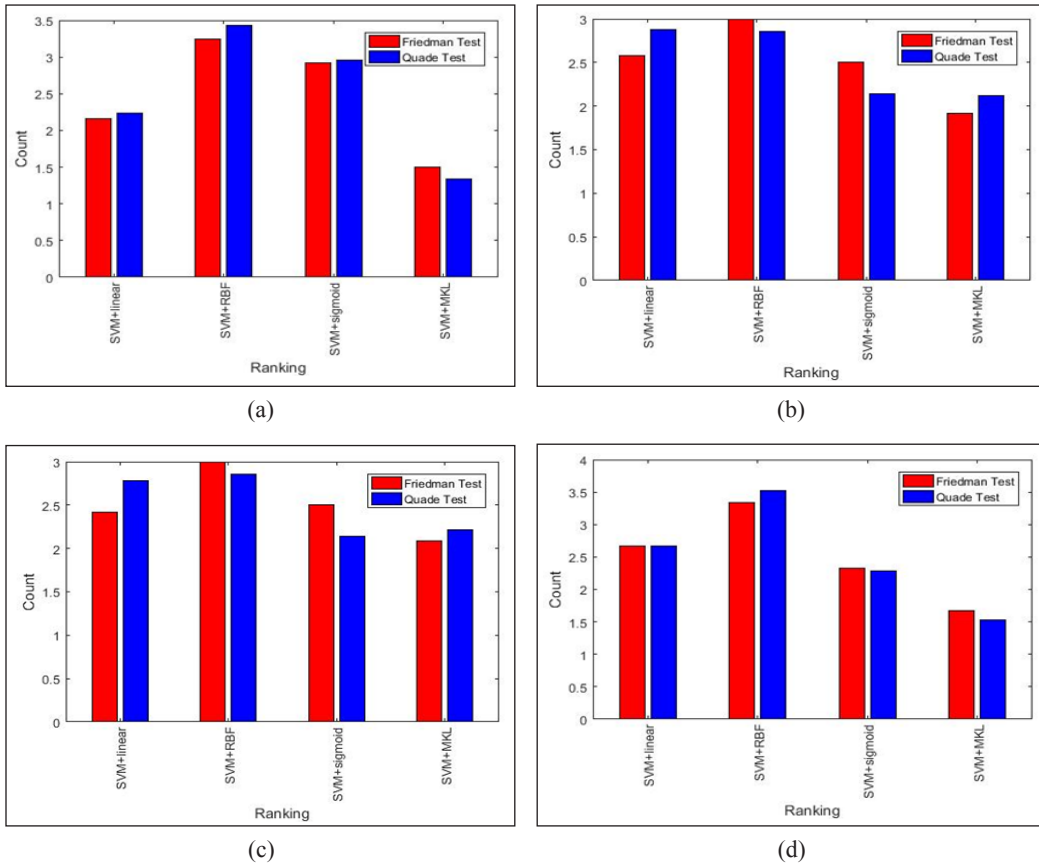 3.5
3
2.5
2
1.5
1
0.5
0
Count
Friedman Test
Quade Test
SVM+linear
SVM+RBF
SVM+sigmoid
SVM+MKL
Ranking
(a)
3
2.5
2
1.5
1
0.5
0
Count
Friedman Test
Quade Test
SVM+linear
SVM+RBF
SVM+sigmoid
SVM+MKL
Ranking
(b)
3
2.5
2
1.5
1
0.5
0
Count
Friedman Test
Quade Test
SVM+linear
SVM+RBF
SVM+sigmoid
SVM+MKL
Ranking
(c)
4
3.5
3
2.5
2
1.5
1
0.5
0
Count
Friedman Test
Quade Test
SVM+linear
SVM+RBF
SVM+sigmoid
SVM+MKL
Ranking
(d)